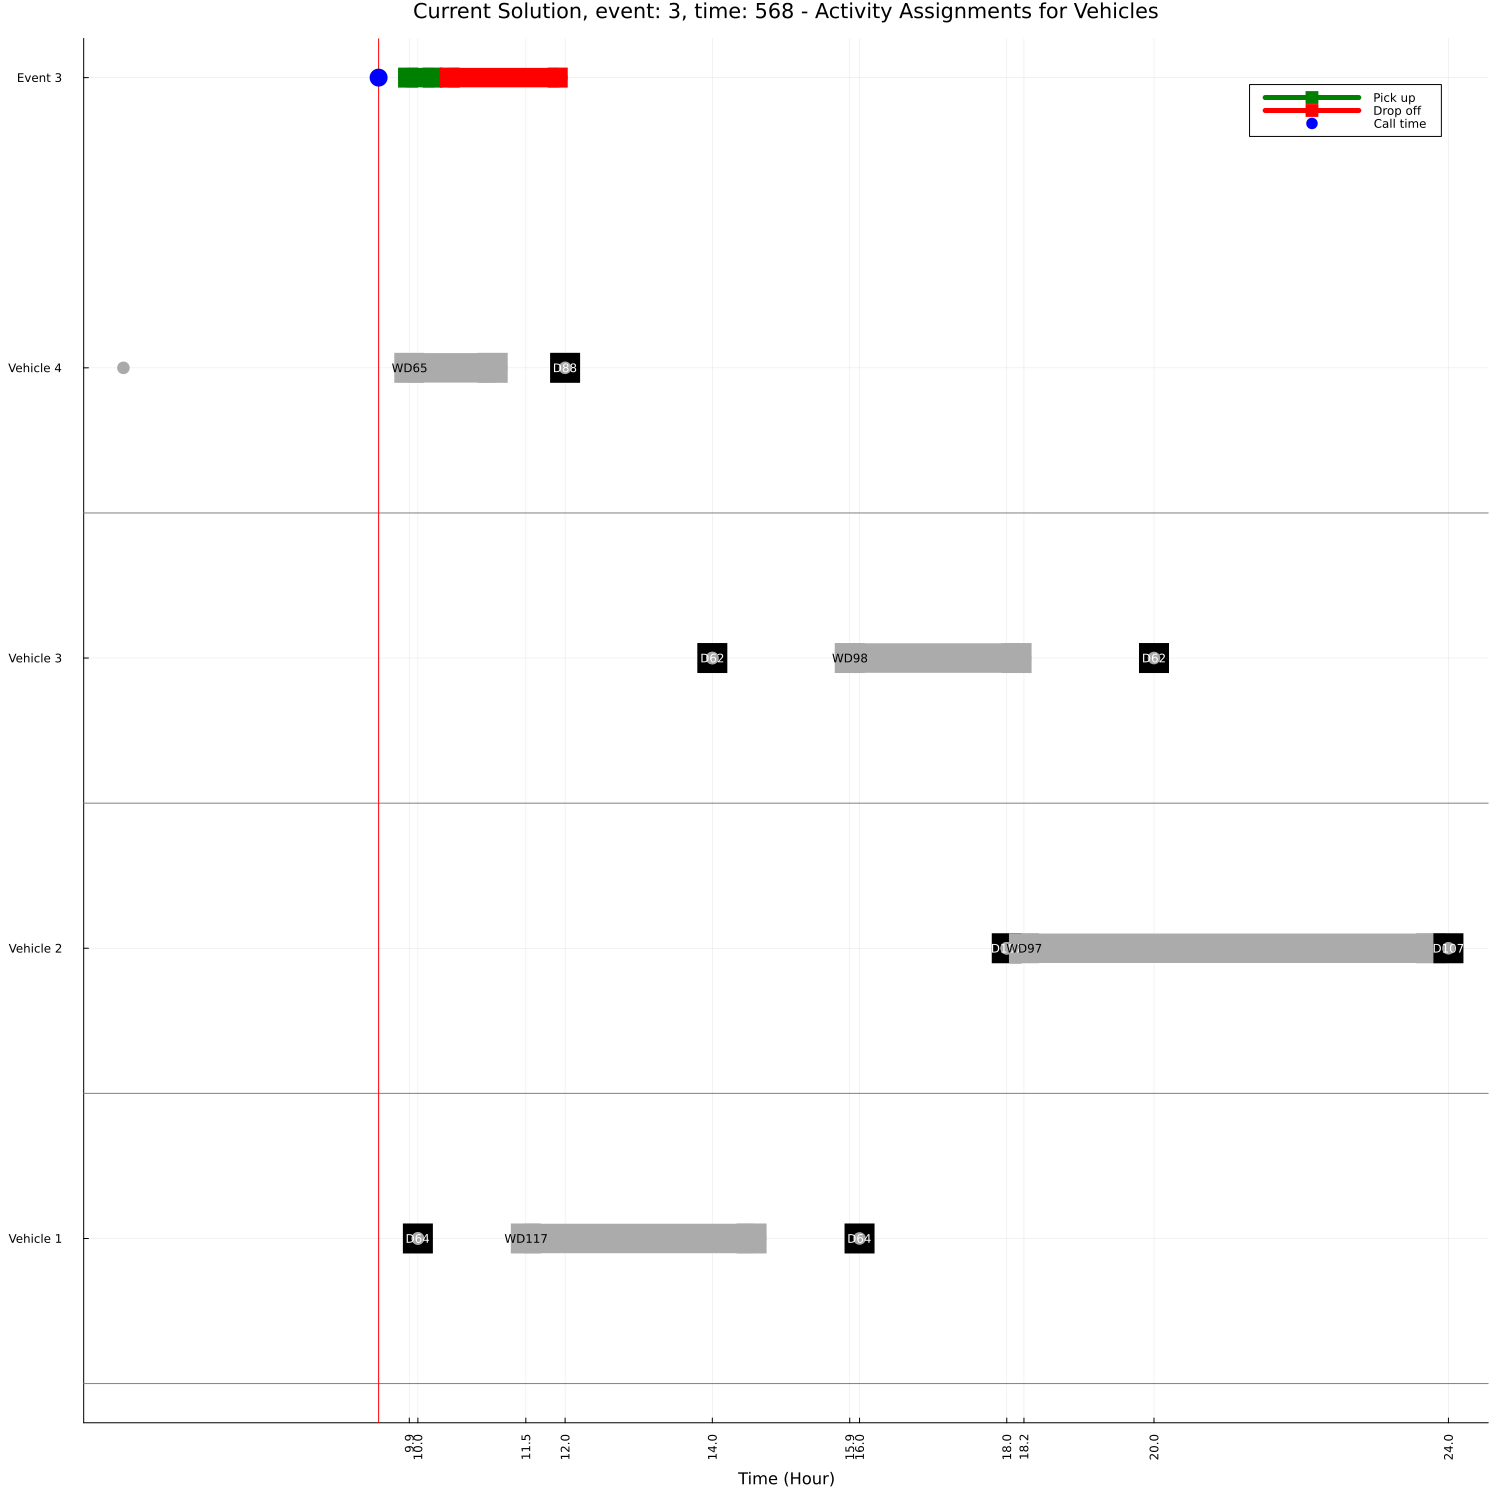 Current Solution, event: 3, time: 568 - Activity Assignments for Vehicles
Event 3
Pick up
Drop off
Call time
Vehicle 4
WD65
D88
Vehicle 3
D62
WD98
D62
Vehicle 2
WD97
D107
Vehicle 1
D64
WD117
D64
9.9
10.0
11.5
12.0
14.0
15.9
16.0
18.0
18.2
20.0
24.0
Time (Hour)